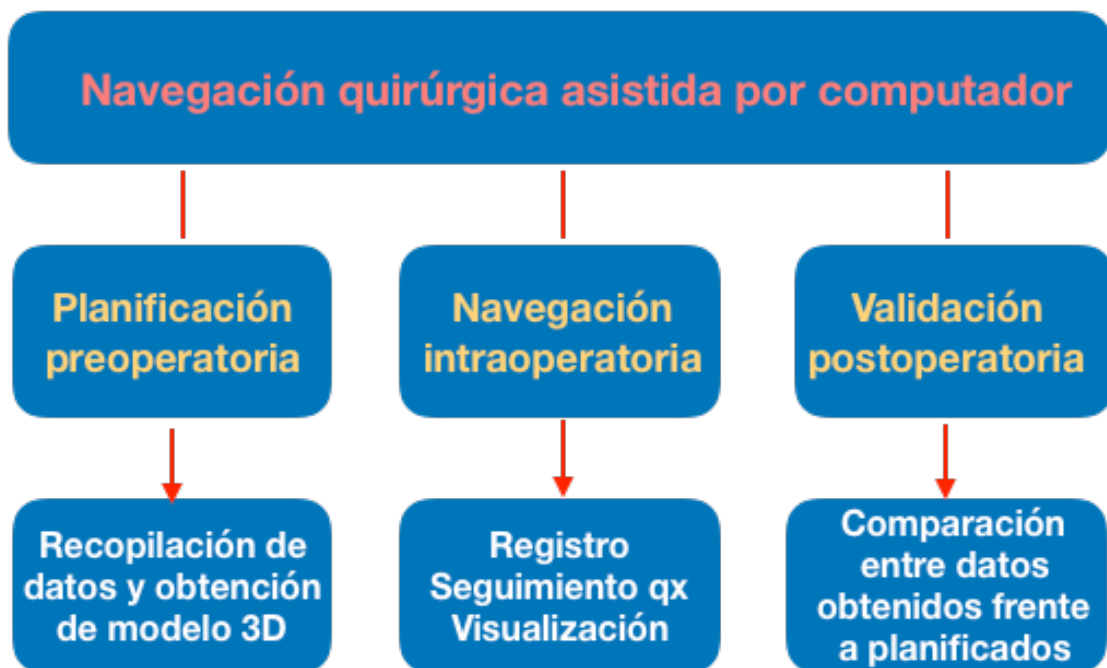 Navegación quirúrgica asistida por computador
Planificación
preoperatoria
Navegación
intraoperatoria
Validación
postoperatoria
Recopilación de
datos y obtención
de modelo 3D
Registro
Seguimiento qx
Visualización
Comparación
entre datos
obtenidos frente
a planificados